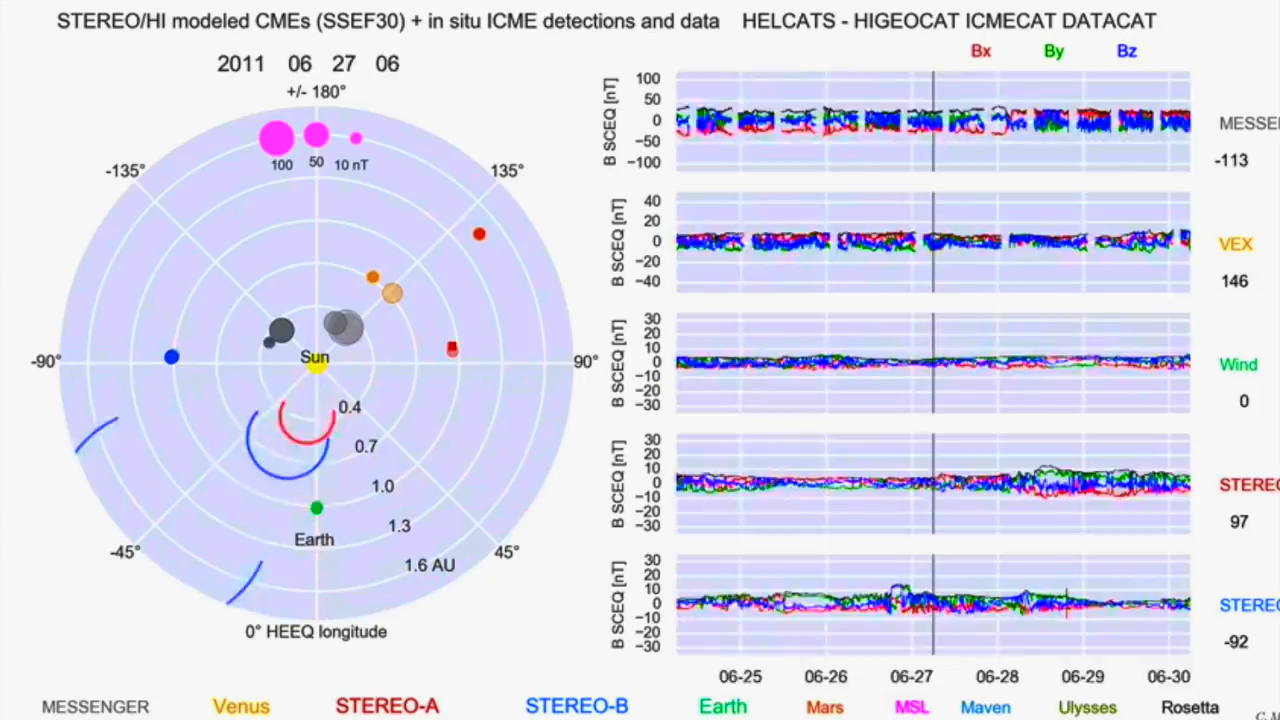 STEREO/HI modeled CMEs (SSEF30) + in situ ICME detections and data HELCATS - HIGEOCAT ICMECAT DATACAT
2011 06 27 06
+/- 180°
-135°
135°
100 50 10 nT
-90°
90°
Sun
0.4
0.7
1.0
1.3
1.6 AU
Earth
-45°
45°
0° HEEQ longitude
Bx By Bz
B SCEQ [nT]
100
50
0
−50
−100
MESSE
-113
B SCEQ [nT]
40
20
0
−20
−40
VEX
146
B SCEQ [nT]
30
20
10
0
−10
−20
−30
Wind
0
B SCEQ [nT]
30
20
10
0
−10
−20
−30
STEREO
97
B SCEQ [nT]
30
20
10
0
−10
−20
−30
STEREO
-92
06-25 06-26 06-27 06-28 06-29 06-30
MESSENGER Venus STEREO-A STEREO-B Earth Mars MSL Maven Ulysses Rosetta